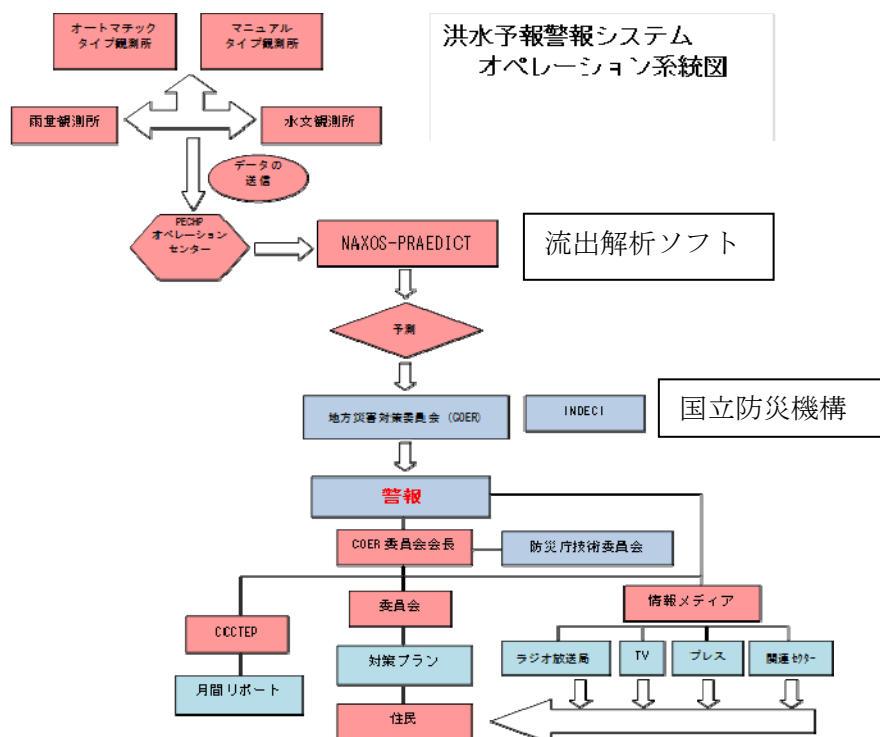 オートマチック
タイプ観測所
マニュアル
タイプ観測所
洪水予報警報システム
オペレーション系統図
雨量観測所
水文観測所
データの
送信
PECHP
オペレーション
センター
NAXOS-PRAEDICT
流出解析ソフト
予測
地方災害対策委員会 (COER)
INDECI
国立防災機構
警報
COER 委員会会長
防災庁技術委員会
委員会
情報メディア
CICCTEP
対策プラン
ラジオ放送局
TV
プレス
関連セクター
月間リポート
住民